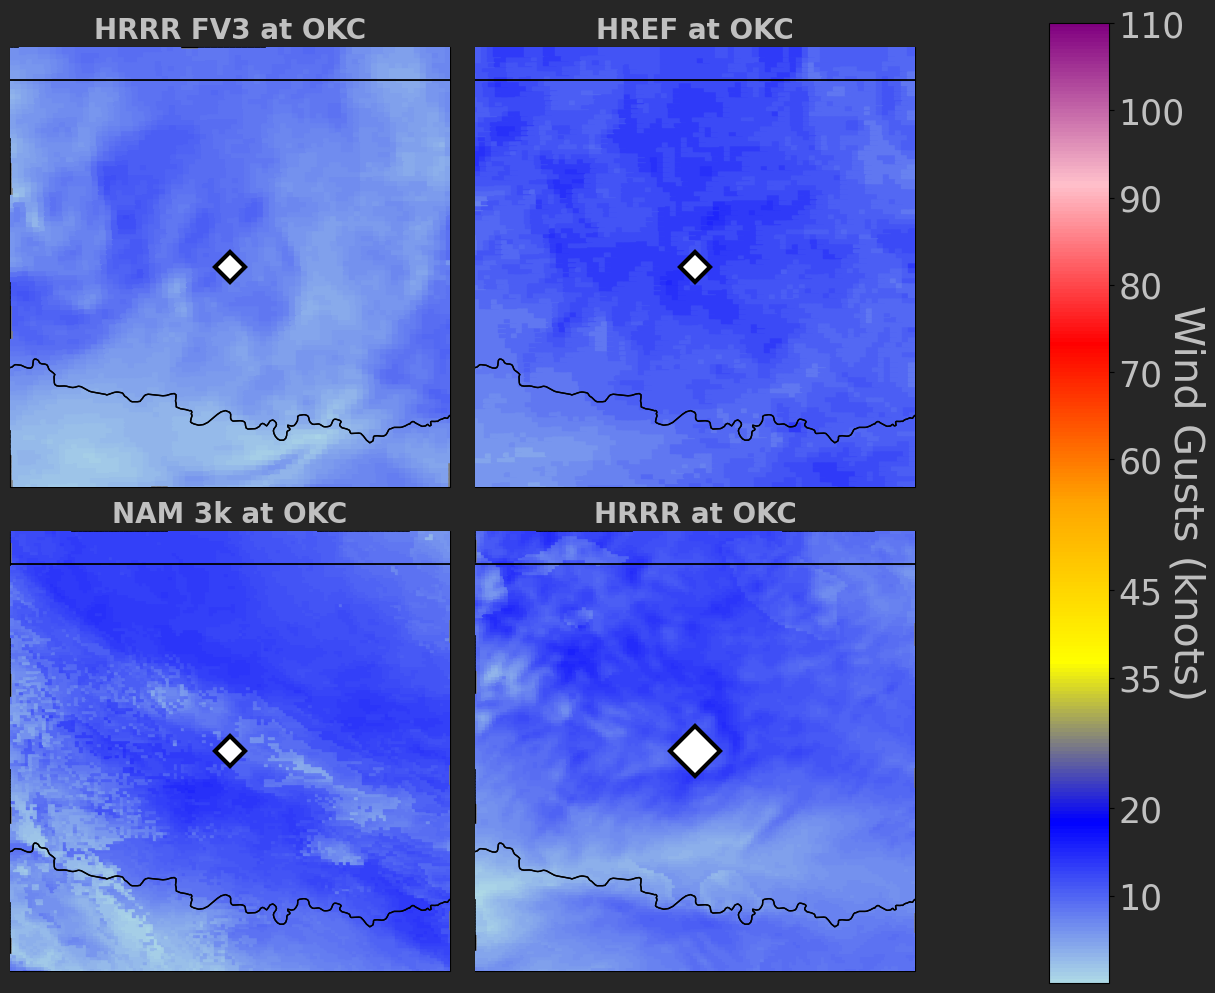 HRRR FV3 at OKC
HREF at OKC
NAM 3k at OKC
HRRR at OKC
110
100
90
80
70
60
45
35
20
10
Wind Gusts (knots)